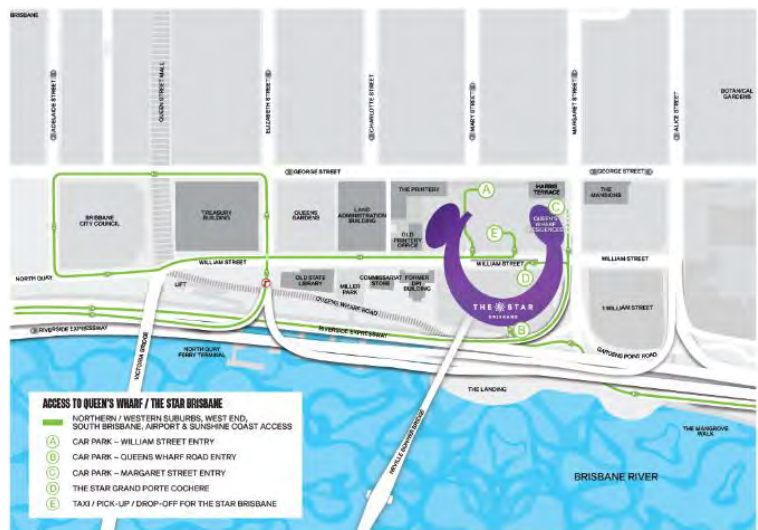 BRISBANE
ADELAIDE STREET
QUEEN STREET MALL
ELIZABETH STREET
CHARLOTTE STREET
MARY STREET
MARGARET STREET
ALICE STREET
BOTANICAL
GARDENS
GEORGE STREET
GEORGE STREET
BRISBANE
CITY COUNCIL
TREASURY
BUILDING
QUEENS
GARDENS
LAND
ADMINISTRATION
BUILDING
THE PRINTERY
OLD
PRINTERY
OFFICE
A
E
HARRIS
TERRACE
C
QUEEN'S
WHARF
RESIDENCES
THE
MANSIONS
WILLIAM STREET
WILLIAM STREET
WILLIAM STREET
D
NORTH QUAY
LIFT
OLD STATE
LIBRARY
MILLER
PARK
COMMISSARIAT
STORE
FORMER
DPI
BUILDING
QUEENS WHARF ROAD
THE STAR
BRISBANE
B
1 WILLIAM STREET
RIVERSIDE EXPRESSWAY
RIVERSIDE EXPRESSWAY
VICTORIA BRIDGE
NORTH QUAY
FERRY TERMINAL
GARDENS POINT ROAD
THE LANDING
NEVILLE BONNER BRIDGE
THE MANGROVE
WALK
BRISBANE RIVER
ACCESS TO QUEEN'S WHARF / THE STAR BRISBANE
NORTHERN / WESTERN SUBURBS, WEST END,
SOUTH BRISBANE, AIRPORT & SUNSHINE COAST ACCESS
A CAR PARK – WILLIAM STREET ENTRY
B CAR PARK – QUEENS WHARF ROAD ENTRY
C CAR PARK – MARGARET STREET ENTRY
D THE STAR GRAND PORTE COCHERE
E TAXI / PICK-UP / DROP-OFF FOR THE STAR BRISBANE